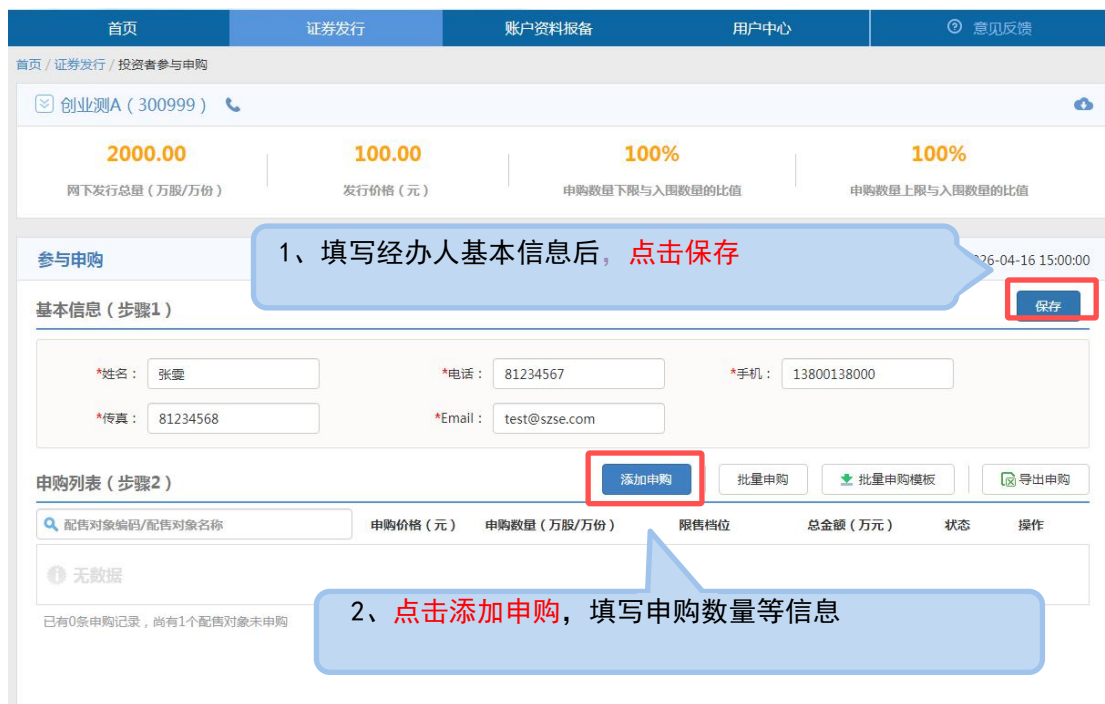 首页 证券发行 账户资料报备 用户中心 意见反馈
首页 / 证券发行 / 投资者参与申购
创业测A（300999）
2000.00 100.00 100% 100%
网下发行总量（万股/万份） 发行价格（元） 申购数量下限与入围数量的比值 申购数量上限与入围数量的比值
1、填写经办人基本信息后，点击保存
参与申购 26-04-16 15:00:00
基本信息（步骤1） 保存
*姓名： 张雯 *电话： 81234567 *手机： 13800138000
*传真： 81234568 *Email： test@szse.com
申购列表（步骤2） 添加申购 批量申购 批量申购模板 导出申购
配售对象编码/配售对象名称 申购价格（元） 申购数量（万股/万份） 限售档位 总金额（万元） 状态 操作
无数据
已有0条申购记录，尚有1个配售对象未申购
2、点击添加申购，填写申购数量等信息